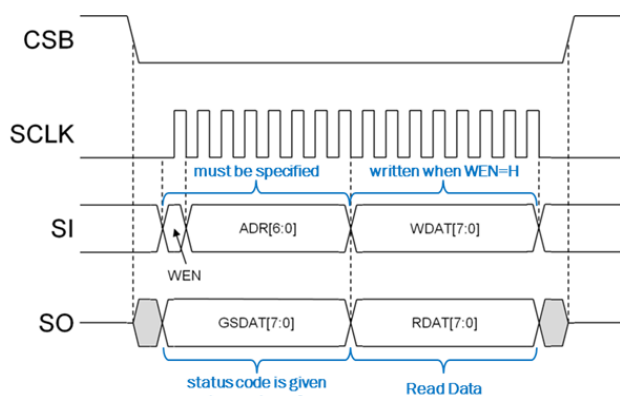 CSB
SCLK
must be specified
written when WEN=H
SI
ADR[6:0]
WDAT[7:0]
WEN
SO
GSDAT[7:0]
RDAT[7:0]
status code is given
Read Data